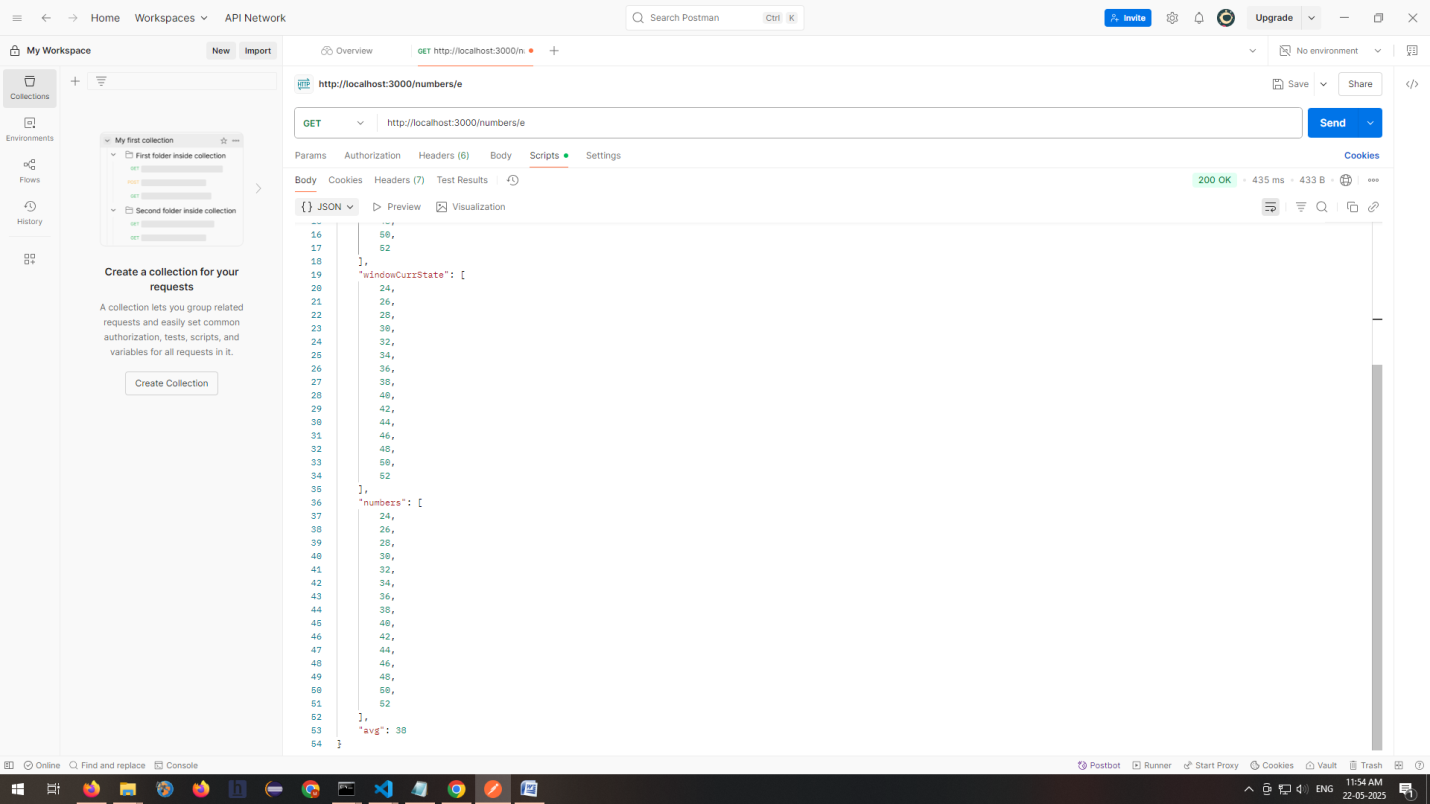 Home Workspaces API Network Search Postman Ctrl K Invite Upgrade
My Workspace New Import Overview GET http://localhost:3000/n No environment
Collections
Environments
Flows
History
My first collection
First folder inside collection
GET
POST
GET
Second folder inside collection
GET
GET
Create a collection for your
requests
A collection lets you group related
requests and easily set common
authorization, tests, scripts, and
variables for all requests in it.
Create Collection
HTTP http://localhost:3000/numbers/e Save Share
GET http://localhost:3000/numbers/e Send
Params Authorization Headers (6) Body Scripts Settings Cookies
Body Cookies Headers (7) Test Results 200 OK 435 ms 433 B
{} JSON Preview Visualization
16 50,
17 52
18 ],
19 "windowCurrState": [
20 24,
21 26,
22 28,
23 30,
24 32,
25 34,
26 36,
27 38,
28 40,
29 42,
30 44,
31 46,
32 48,
33 50,
34 52
35 ],
36 "numbers": [
37 24,
38 26,
39 28,
40 30,
41 32,
42 34,
43 36,
44 38,
45 40,
46 42,
47 44,
48 46,
49 48,
50 50,
51 52
52 ],
53 "avg": 38
54 }
Online Find and replace Console Postbot Runner Start Proxy Cookies Vault Trash
ENG 11:54 AM
22-05-2025